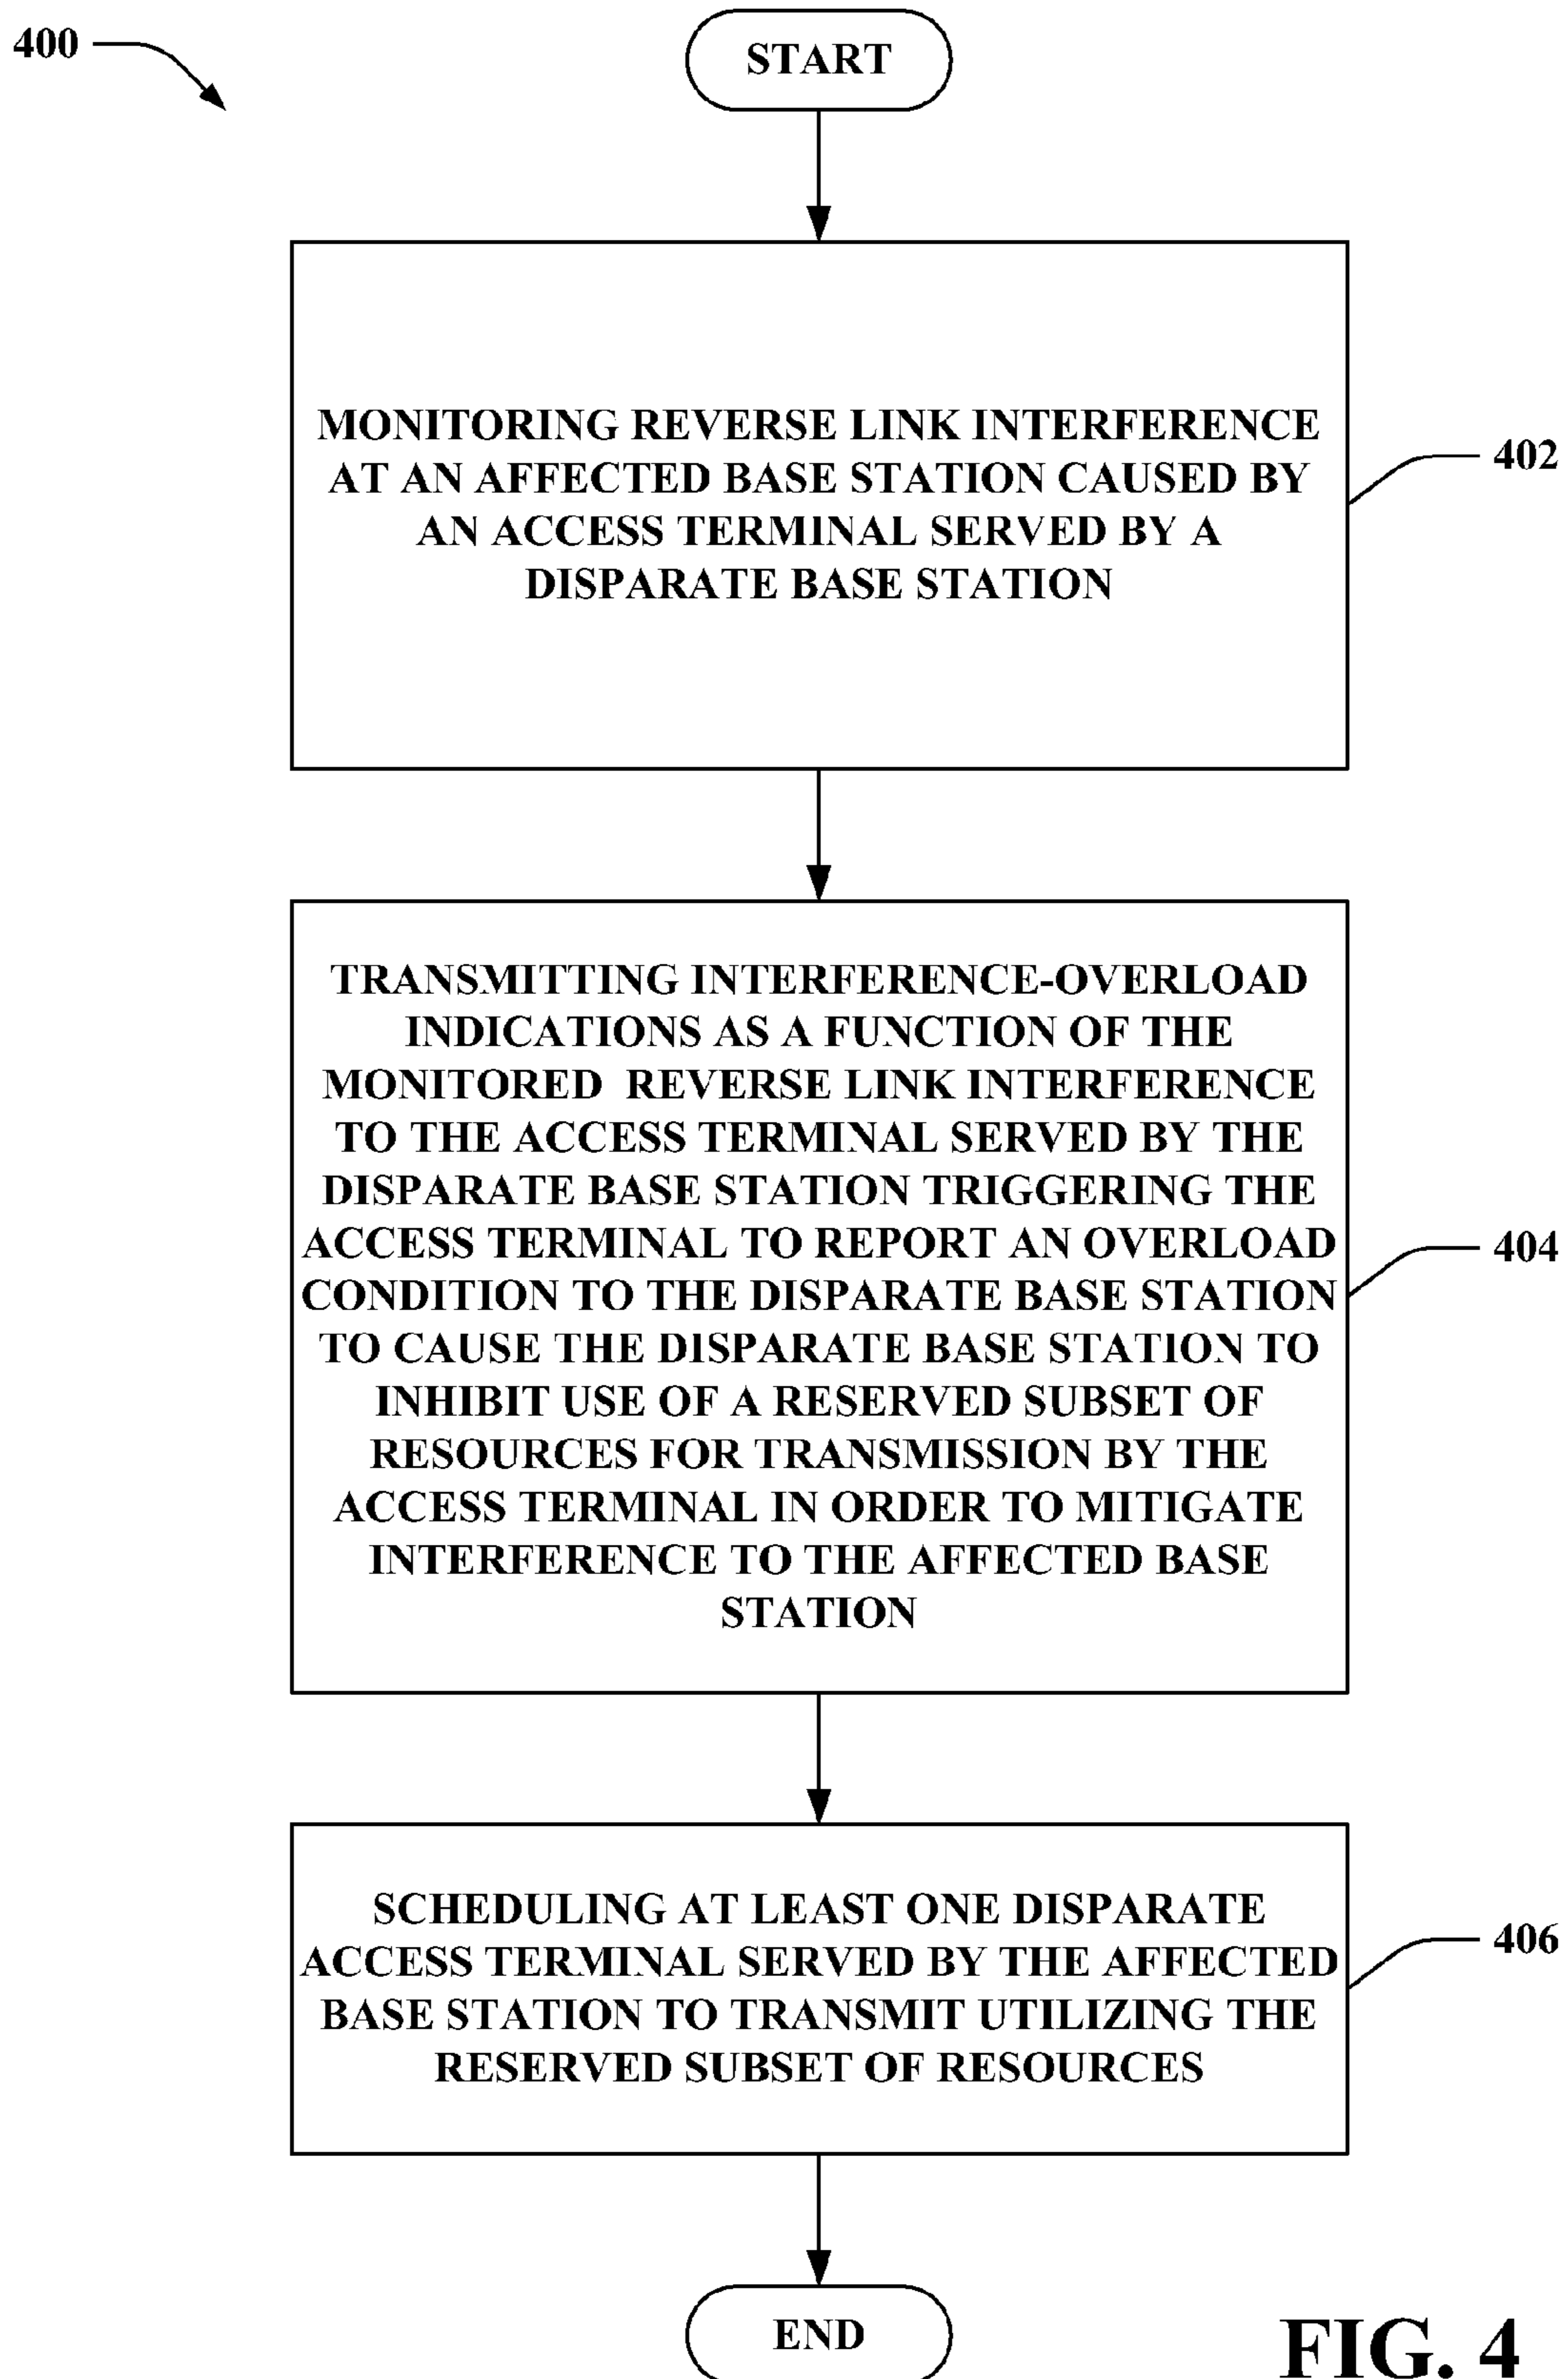 400
START
MONITORING REVERSE LINK INTERFERENCE
AT AN AFFECTED BASE STATION CAUSED BY
AN ACCESS TERMINAL SERVED BY A
DISPARATE BASE STATION
402
TRANSMITTING INTERFERENCE-OVERLOAD
INDICATIONS AS A FUNCTION OF THE
MONITORED REVERSE LINK INTERFERENCE
TO THE ACCESS TERMINAL SERVED BY THE
DISPARATE BASE STATION TRIGGERING THE
ACCESS TERMINAL TO REPORT AN OVERLOAD
CONDITION TO THE DISPARATE BASE STATION
TO CAUSE THE DISPARATE BASE STATION TO
INHIBIT USE OF A RESERVED SUBSET OF
RESOURCES FOR TRANSMISSION BY THE
ACCESS TERMINAL IN ORDER TO MITIGATE
INTERFERENCE TO THE AFFECTED BASE
STATION
404
SCHEDULING AT LEAST ONE DISPARATE
ACCESS TERMINAL SERVED BY THE AFFECTED
BASE STATION TO TRANSMIT UTILIZING THE
RESERVED SUBSET OF RESOURCES
406
END
FIG. 4